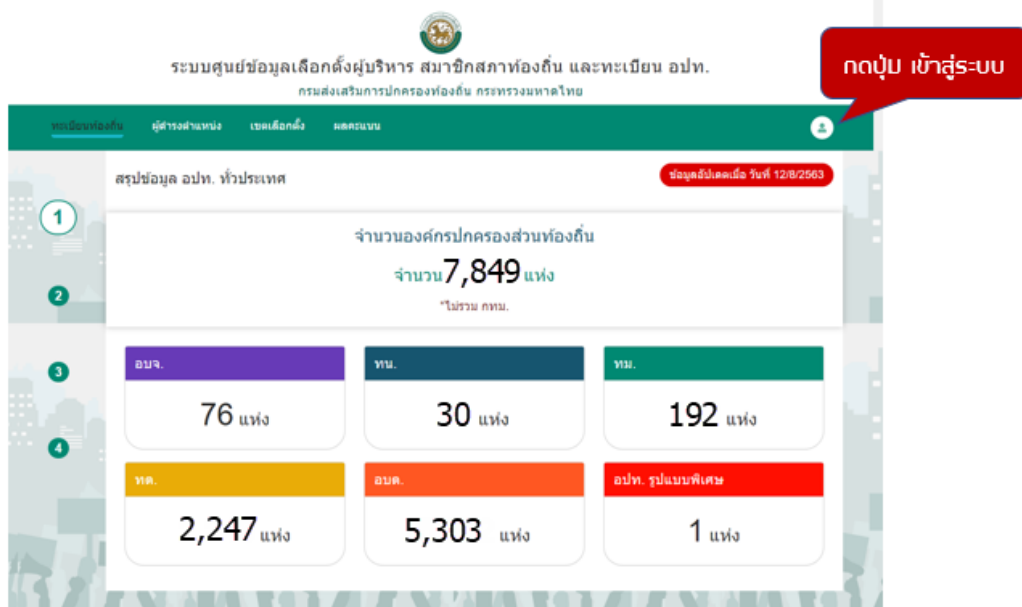 ระบบศูนย์ข้อมูลเลือกตั้งผู้บริหาร สมาชิกสภาท้องถิ่น และทะเบียน อปท.
กรมส่งเสริมการปกครองท้องถิ่น กระทรวงมหาดไทย
กดปุ่ม เข้าสู่ระบบ
ทะเบียนท้องถิ่น ผู้ดำรงตำแหน่ง เขตเลือกตั้ง ผลคะแนน
สรุปข้อมูล อปท. ทั่วประเทศ
ข้อมูลอัปเดตเมื่อ วันที่ 12/8/2563
1
2
3
4
จำนวนองค์กรปกครองส่วนท้องถิ่น
จำนวน 7,849 แห่ง
*ไม่รวม กทม.
อบจ.
76 แห่ง
ทน.
30 แห่ง
ทม.
192 แห่ง
ทต.
2,247 แห่ง
อบต.
5,303 แห่ง
อปท. รูปแบบพิเศษ
1 แห่ง